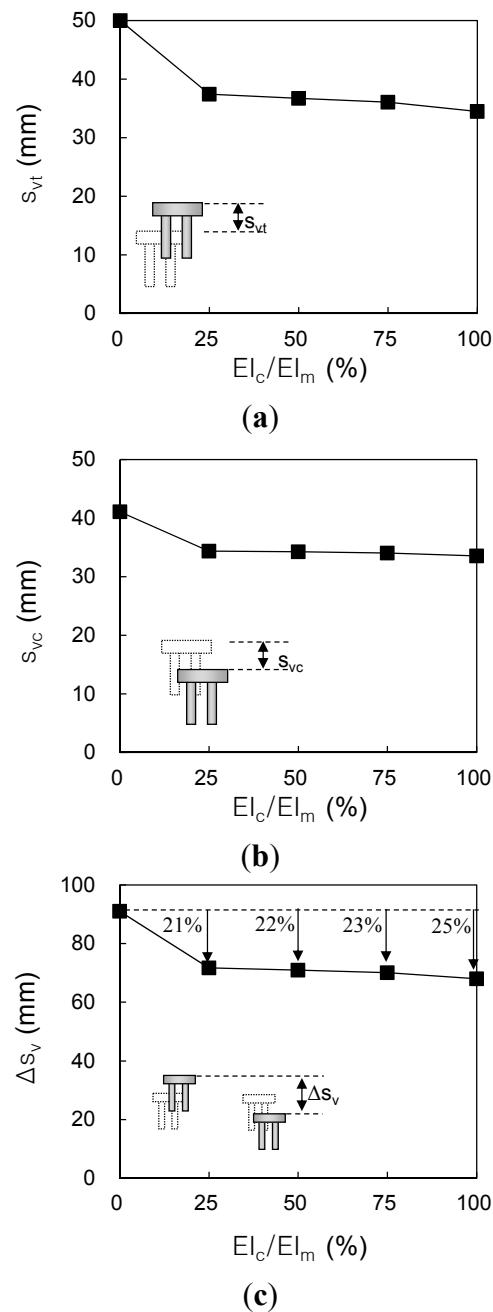 50
40
30
20
10
0
s_vt (mm)
s_vt
0 25 50 75 100
EI_c/EI_m (%)
(a)
50
40
30
20
10
0
s_vc (mm)
s_vc
0 25 50 75 100
EI_c/EI_m (%)
(b)
100
80
60
40
20
0
Δs_v (mm)
21% 22% 23% 25%
Δs_v
0 25 50 75 100
EI_c/EI_m (%)
(c)